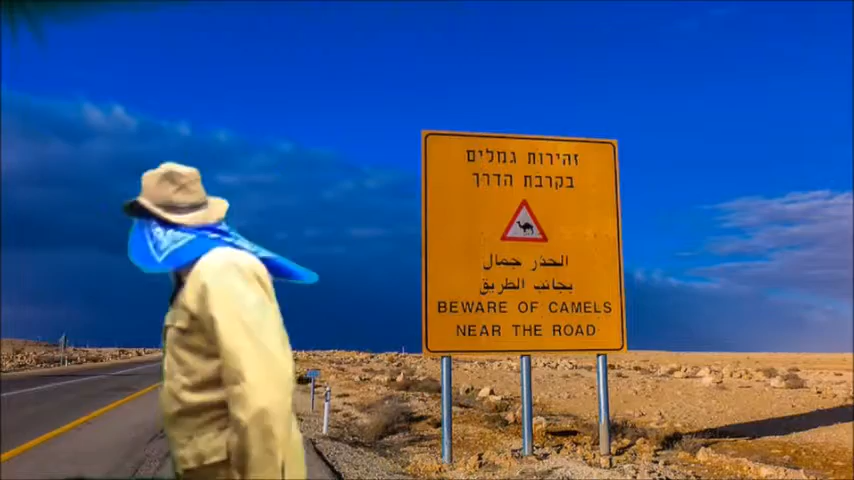 זהירות גמלים
בקרבת הדרך
الحذر جمال
بجانب الطريق
BEWARE OF CAMELS
NEAR THE ROAD